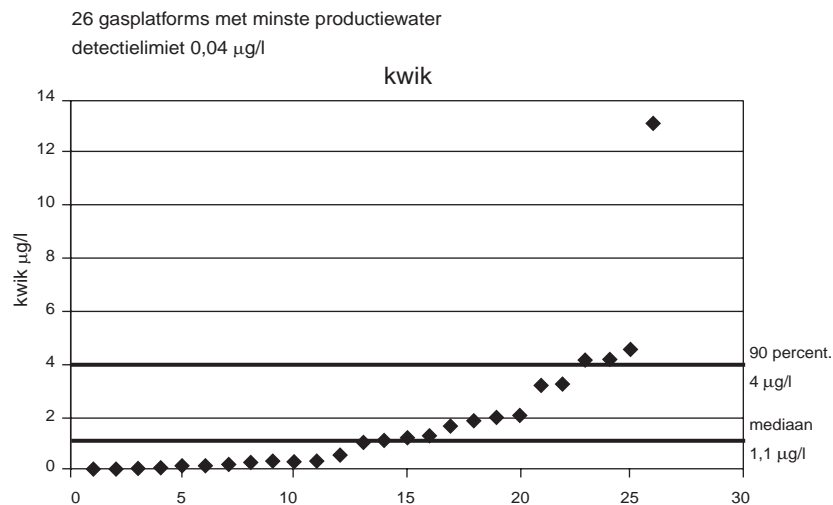 26 gasplatforms met minste productiewater
detectielimiet 0,04 µg/l
kwik
14
12
10
8
6
4
2
0
kwik µg/l
90 percent.
4 µg/l
mediaan
1,1 µg/l
0 5 10 15 20 25 30